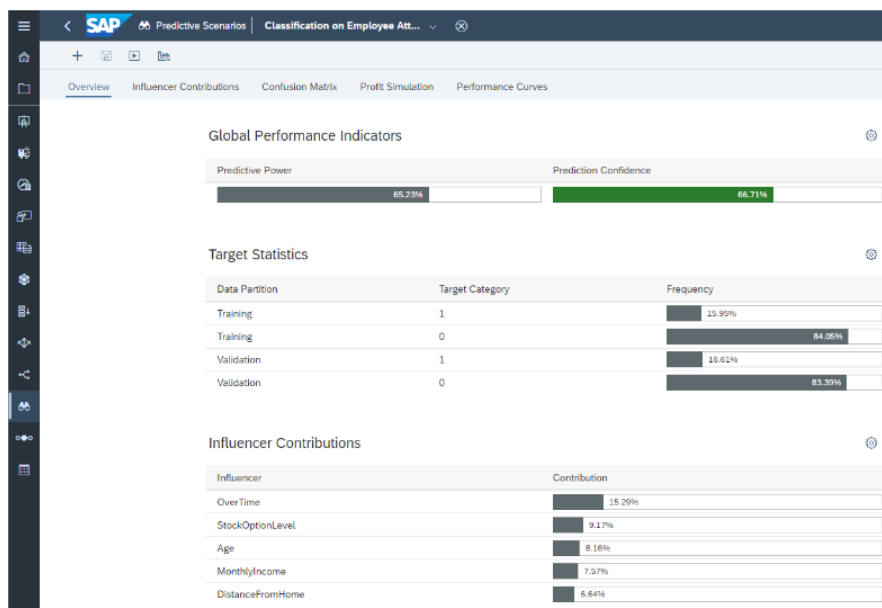 SAP Predictive Scenarios Classification on Employee Att...
Overview Influencer Contributions Confusion Matrix Profit Simulation Performance Curves
Global Performance Indicators
Predictive Power Prediction Confidence
65.23% 66.71%
Target Statistics
Data Partition Target Category Frequency
Training 1 15.95%
Training 0 84.05%
Validation 1 16.61%
Validation 0 83.39%
Influencer Contributions
Influencer Contribution
OverTime 15.29%
StockOptionLevel 9.17%
Age 8.16%
MonthlyIncome 7.57%
DistanceFromHome 6.64%